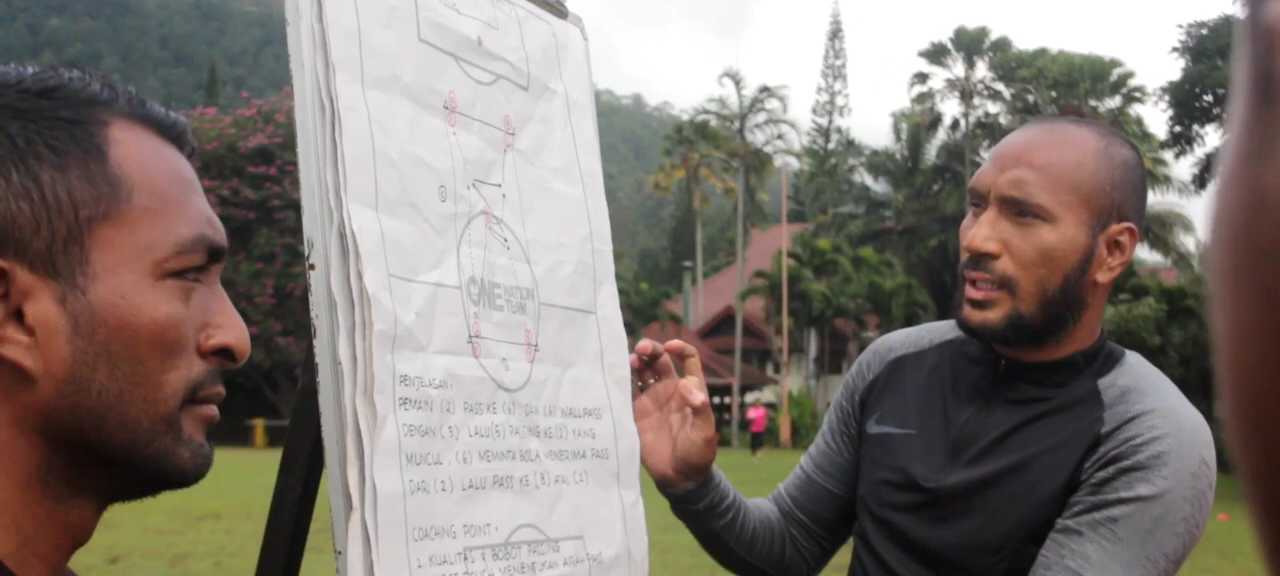 ONE NATION
TEAM
PENJELASAN.
PEMAIN (2) PASS KE (6) DAN (6) WALLPASS
DENGAN (5) LALU (5) PASSING KE (2) YANG
MUNCUL. (6) MEMINTA BOLA MENERIMA PASS
DARI (2) LALU PASS KE (8) ATAU (2)
COACHING POINT.
1. KUALITAS & BOBOT PASSING
MENENTUKAN ARAH